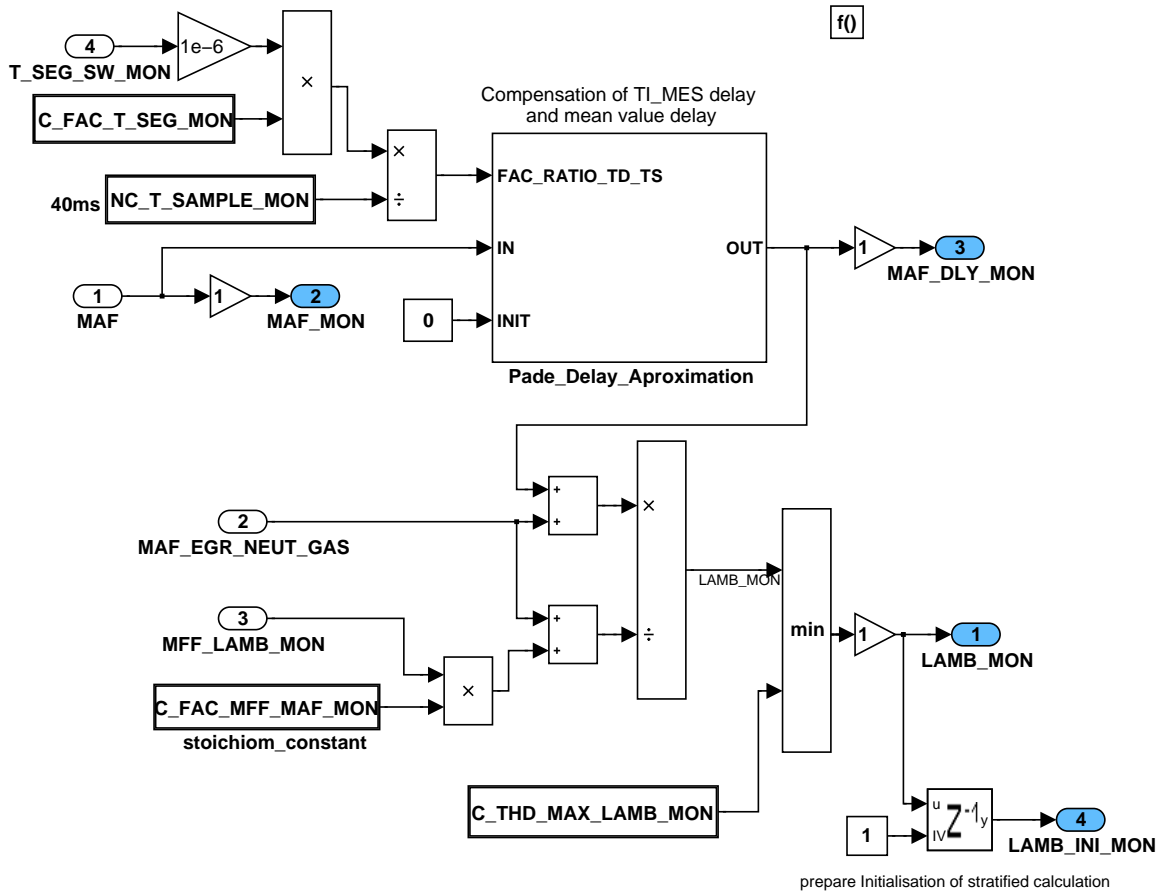 f()
4
1e−6
T_SEG_SW_MON
×
C_FAC_T_SEG_MON
Compensation of TI_MES delay
and mean value delay
×
÷
FAC_RATIO_TD_TS
40ms
NC_T_SAMPLE_MON
IN
OUT
1
3
MAF_DLY_MON
1
MAF
1
2
MAF_MON
0
INIT
Pade_Delay_Aproximation
+
+
×
2
MAF_EGR_NEUT_GAS
LAMB_MON
3
MFF_LAMB_MON
+
+
÷
min
1
1
LAMB_MON
×
C_FAC_MFF_MAF_MON
stoichiom_constant
C_THD_MAX_LAMB_MON
u
IV
Z-1
y
1
4
LAMB_INI_MON
prepare Initialisation of stratified calculation